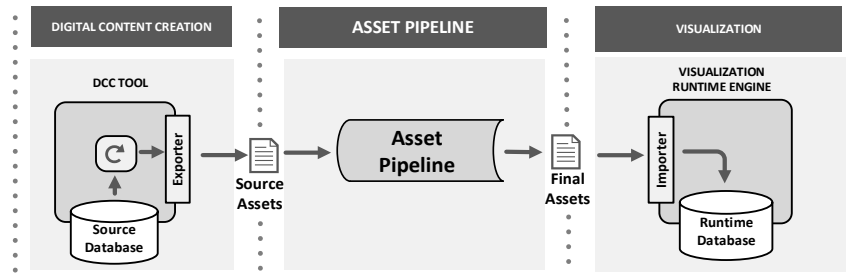 DIGITAL CONTENT CREATION
ASSET PIPELINE
VISUALIZATION
DCC TOOL
Exporter
Source
Database
Source
Assets
Asset
Pipeline
Final
Assets
VISUALIZATION
RUNTIME ENGINE
Importer
Runtime
Database